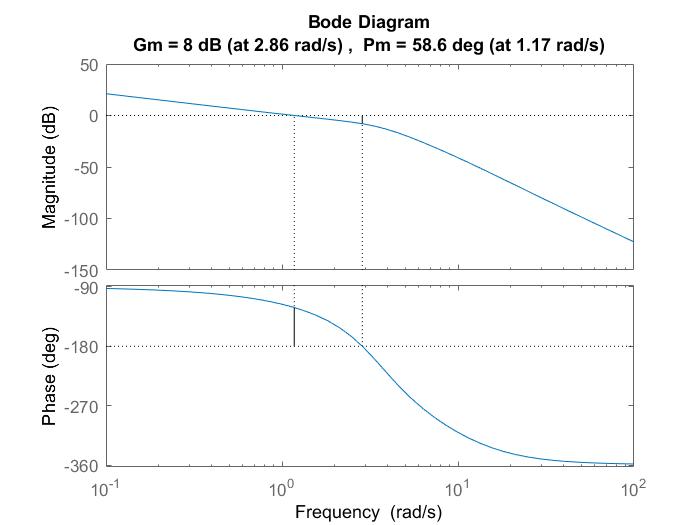 Bode Diagram
Gm = 8 dB (at 2.86 rad/s) ,  Pm = 58.6 deg (at 1.17 rad/s)
Magnitude (dB)
50
0
-50
-100
-150
Phase (deg)
-90
-180
-270
-360
10^-1 10^0 10^1 10^2
Frequency  (rad/s)